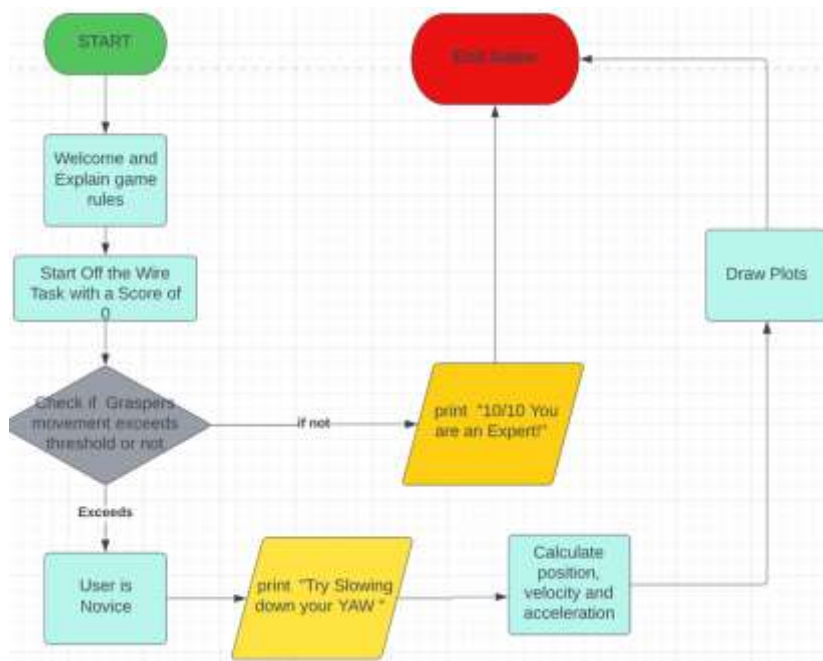 START
End Game
Welcome and
Explain game
rules
Start Off the Wire
Task with a Score of
0
Draw Plots
Check if Graspers
movement exceeds
threshold or not
if not
print "10/10 You
are an Expert!"
Exceeds
User is
Novice
print "Try Slowing
down your YAW "
Calculate
position,
velocity and
acceleration